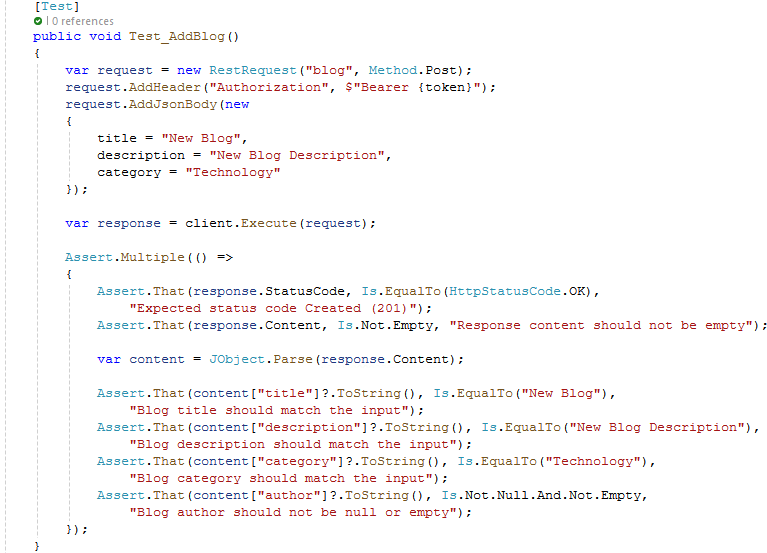 [Test]
| 0 references
public void Test_AddBlog()
{
    var request = new RestRequest("blog", Method.Post);
    request.AddHeader("Authorization", $"Bearer {token}");
    request.AddJsonBody(new
    {
        title = "New Blog",
        description = "New Blog Description",
        category = "Technology"
    });

    var response = client.Execute(request);

    Assert.Multiple(() =>
    {
        Assert.That(response.StatusCode, Is.EqualTo(HttpStatusCode.OK),
            "Expected status code Created (201)");
        Assert.That(response.Content, Is.Not.Empty, "Response content should not be empty");

        var content = JObject.Parse(response.Content);

        Assert.That(content["title"]?.ToString(), Is.EqualTo("New Blog"),
            "Blog title should match the input");
        Assert.That(content["description"]?.ToString(), Is.EqualTo("New Blog Description"),
            "Blog description should match the input");
        Assert.That(content["category"]?.ToString(), Is.EqualTo("Technology"),
            "Blog category should match the input");
        Assert.That(content["author"]?.ToString(), Is.Not.Null.And.Not.Empty,
            "Blog author should not be null or empty");
    });
}